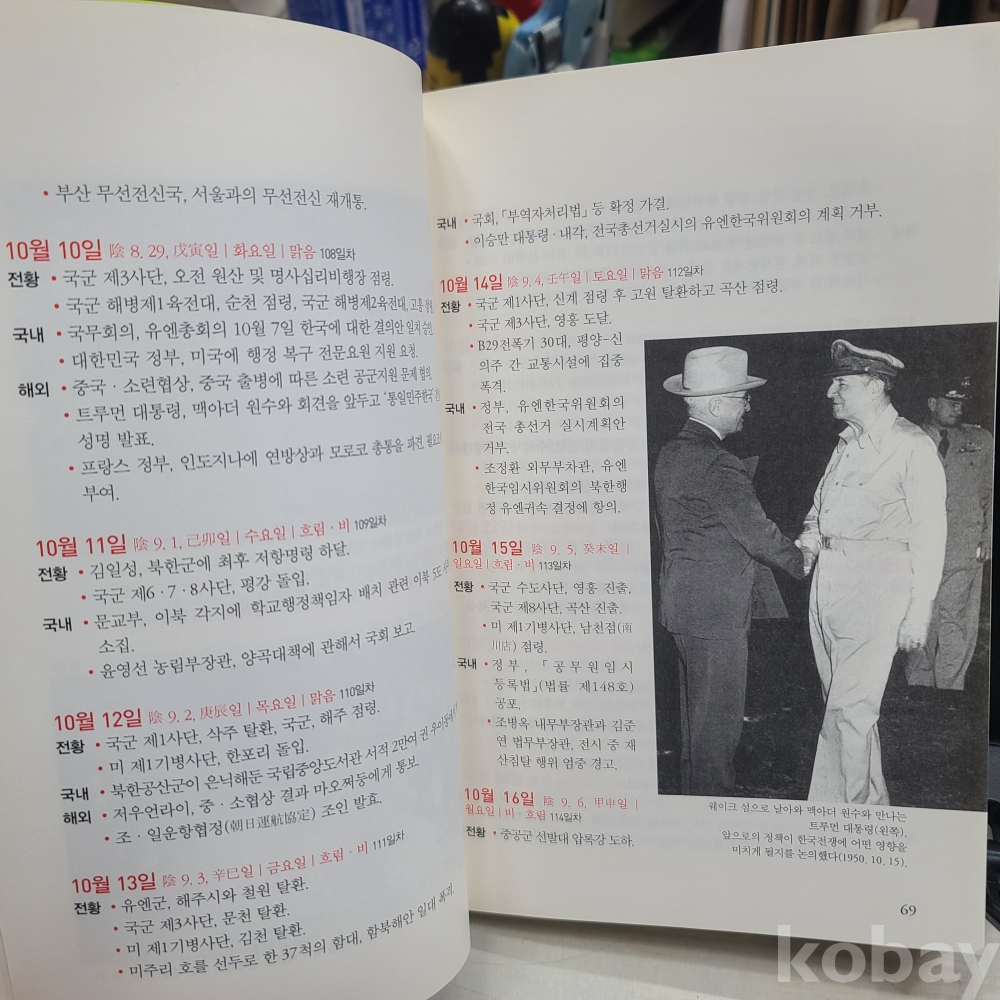 • 부산 무선전신국, 서울과의 무선전신 재개통.
10월 10일 陰 8. 29, 戊寅일 | 화요일 | 맑음 108일차
전황 • 국군 제3사단, 오전 원산 및 명사십리비행장 점령.
• 국군 해병제1육전대, 순천 점령, 국군 해병제2육전대, 고흥
국내 • 국무회의, 유엔총회의 10월 7일 한국에 대한 결의안 일치
• 대한민국 정부, 미국에 행정 복구 전문요원 지원 요청.
해외 • 중국 · 소련협상, 중국 출병에 따른 소련 공군지원 문제 협의.
• 트루먼 대통령, 맥아더 원수와 회견을 앞두고 '통일민주한국'
성명 발표.
• 프랑스 정부, 인도지나에 연방상과 모로코 총통을 파견,
부여.
10월 11일 陰 9. 1, 己卯일 | 수요일 | 흐림 · 비 109일차
전황 • 김일성, 북한군에 최후 저항명령 하달.
• 국군 제6 · 7 · 8사단, 평강 돌입.
국내 • 문교부, 이북 각지에 학교행정책임자 배치 관련 이북 5도
소집.
• 윤영선 농림부장관, 양곡대책에 관해서 국회 보고
10월 12일 陰 9. 2, 庚辰일 | 목요일 | 맑음 110일차
전황 • 국군 제1사단, 삭주 탈환, 국군, 해주 점령.
• 미 제1기병사단, 한포리 돌입.
국내 • 북한공산군이 은닉해둔 국립중앙도서관 서적 2만여 권
해외 • 저우언라이, 중 · 소협상 결과 마오쩌둥에게 통보.
• 조 · 일운항협정(朝日運航協定) 조인 발효.
10월 13일 陰 9. 3, 辛巳일 | 금요일 | 흐림 · 비 111일차
전황 • 유엔군, 해주시와 철원 탈환.
• 국군 제3사단, 문천 탈환.
• 미 제1기병사단, 김천 탈환.
• 미주리 호를 선두로 한 37척의 함대, 함북해안 일대 폭격.
국내 • 국회, 「부역자처리법」 등 확정 가결.
• 이승만 대통령 · 내각, 전국총선거실시의 유엔한국위원회의 계획 거부.
10월 14일 陰 9. 4, 壬午일 | 토요일 | 맑음 112일차
전황 • 국군 제1사단, 신계 점령 후 고원 탈환하고 곡산 점령.
• 국군 제3사단, 영흥 도달.
• B29전폭기 30대, 평양-신
의주 간 교통시설에 집중
폭격.
국내 • 정부, 유엔한국위원회의
전국 총선거 실시계획안
거부.
• 조정환 외무부차관, 유엔
한국임시위원회의 북한행
정 유엔귀속 결정에 항의.
10월 15일 陰 9. 5, 癸未일 |
일요일 | 흐림 · 비 113일차
전황 • 국군 수도사단, 영흥 진출,
국군 제8사단, 곡산 진출.
• 미 제1기병사단, 남천점(南
川店) 점령.
국내 • 정부, 「공무원임시
등록법」(법률 제148호)
공포.
• 조병옥 내무부장관과 김준
연 법무부장관, 전시 중 재
산침탈 행위 엄중 경고.
10월 16일 陰 9. 6, 甲申일 |
월요일 | 비 · 흐림 114일차
전황 • 중공군 선발대 압록강 도하.
웨이크 섬으로 날아와 맥아더 원수와 만나는
트루먼 대통령(왼쪽).
앞으로의 정책이 한국전쟁에 어떤 영향을
미치게 될지를 논의했다(1950. 10. 15).
69
kobay